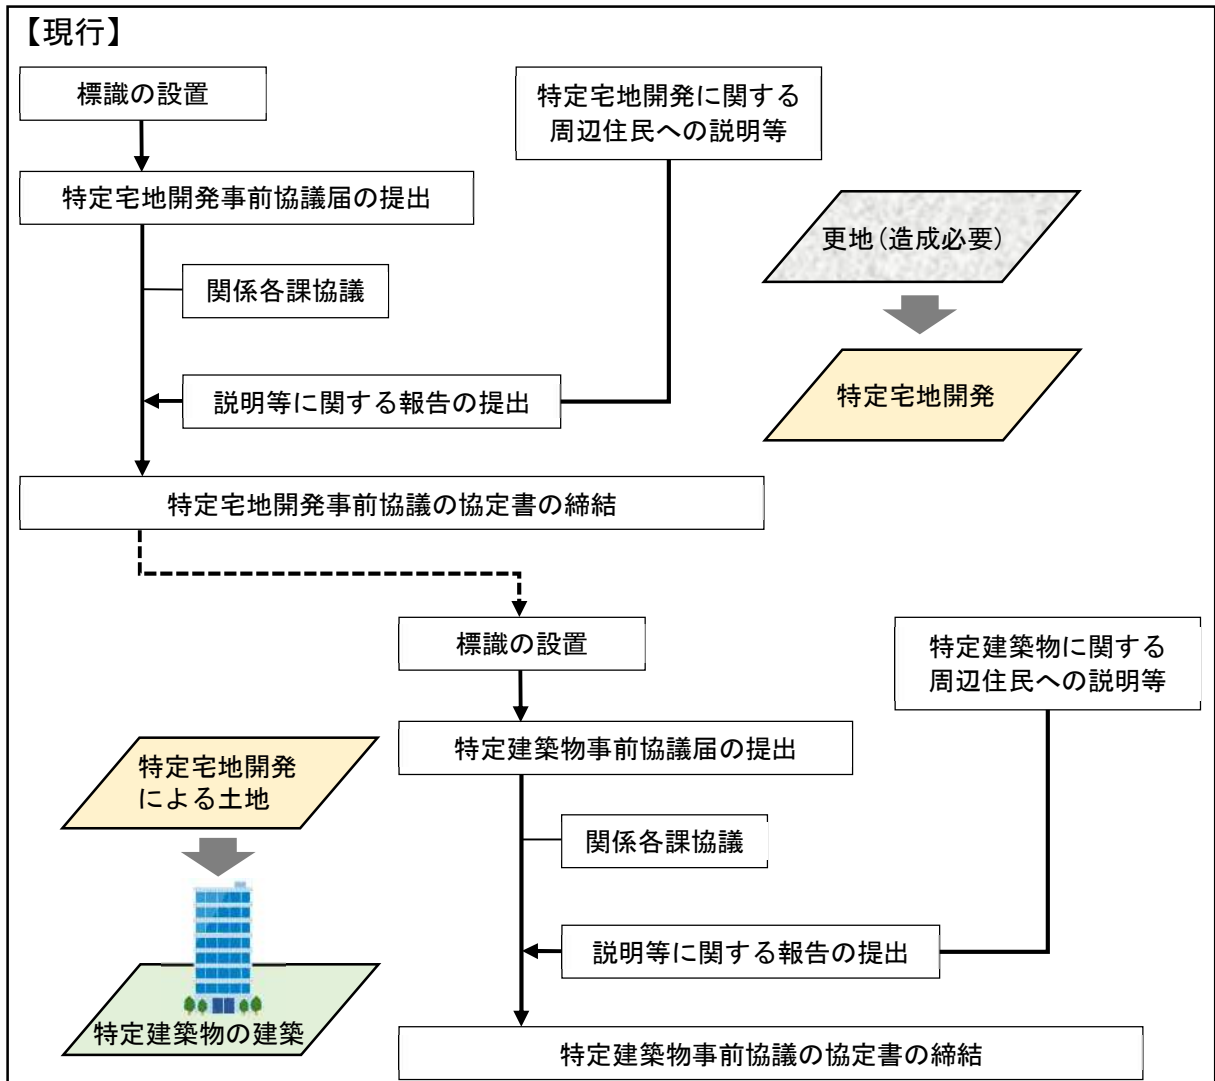 【現行】
標識の設置
特定宅地開発に関する
周辺住民への説明等
特定宅地開発事前協議届の提出
更地(造成必要)
関係各課協議
特定宅地開発
説明等に関する報告の提出
特定宅地開発事前協議の協定書の締結
標識の設置
特定建築物に関する
周辺住民への説明等
特定建築物事前協議届の提出
特定宅地開発
による土地
関係各課協議
説明等に関する報告の提出
特定建築物の建築
特定建築物事前協議の協定書の締結